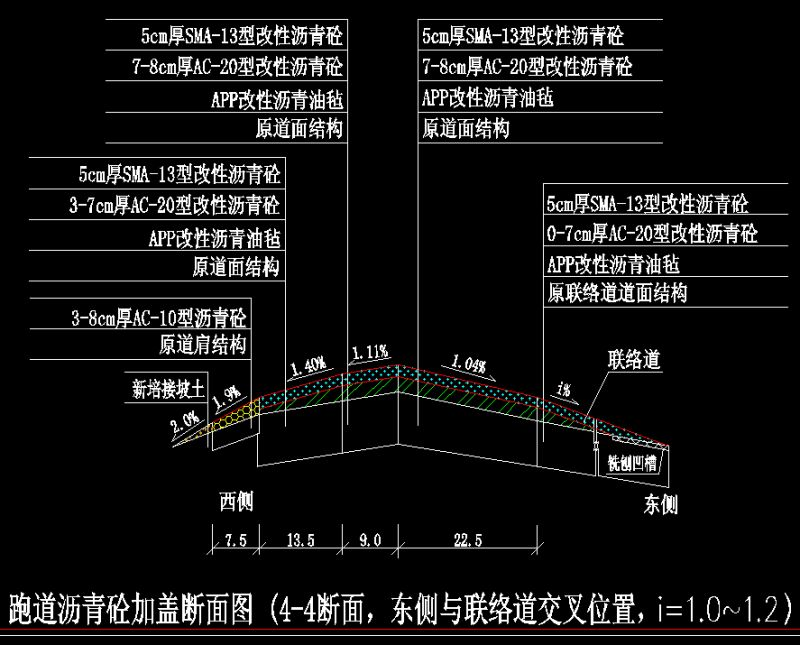 5cm厚SMA-13型改性沥青砼
7-8cm厚AC-20型改性沥青砼
APP改性沥青油毡
原道面结构
5cm厚SMA-13型改性沥青砼
7-8cm厚AC-20型改性沥青砼
APP改性沥青油毡
原道面结构
5cm厚SMA-13型改性沥青砼
3-7cm厚AC-20型改性沥青砼
APP改性沥青油毡
原道面结构
5cm厚SMA-13型改性沥青砼
0-7cm厚AC-20型改性沥青砼
APP改性沥青油毡
原联络道道面结构
3-8cm厚AC-10型沥青砼
原道肩结构
新培接坡土
2.0%
1.9%
1.40%
1.11%
1.04%
i%
联络道
铣刨凹槽
西侧
东侧
7.5
13.5
9.0
22.5
跑道沥青砼加盖断面图（4-4断面，东侧与联络道交叉位置，i=1.0~1.2）